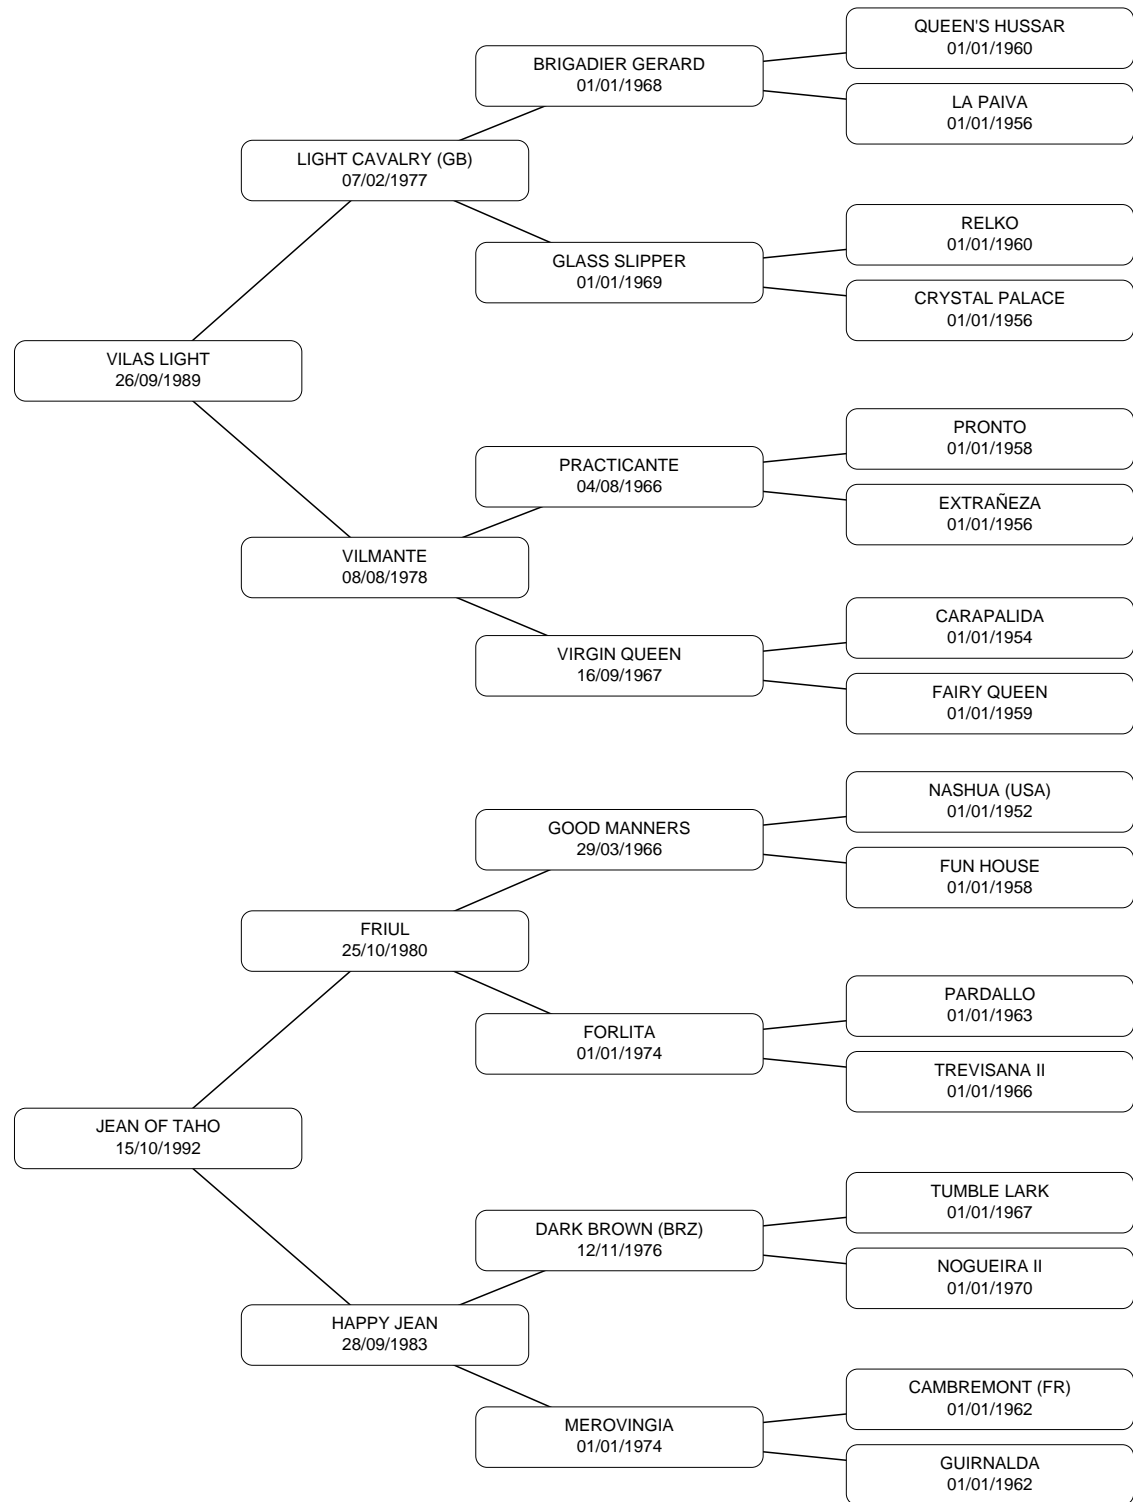 QUEEN'S HUSSAR
01/01/1960
BRIGADIER GERARD
01/01/1968
LA PAIVA
01/01/1956
LIGHT CAVALRY (GB)
07/02/1977
RELKO
01/01/1960
GLASS SLIPPER
01/01/1969
CRYSTAL PALACE
01/01/1956
VILAS LIGHT
26/09/1989
PRONTO
01/01/1958
PRACTICANTE
04/08/1966
EXTRAÑEZA
01/01/1956
VILMANTE
08/08/1978
CARAPALIDA
01/01/1954
VIRGIN QUEEN
16/09/1967
FAIRY QUEEN
01/01/1959
NASHUA (USA)
01/01/1952
GOOD MANNERS
29/03/1966
FUN HOUSE
01/01/1958
FRIUL
25/10/1980
PARDALLO
01/01/1963
FORLITA
01/01/1974
TREVISANA II
01/01/1966
JEAN OF TAHO
15/10/1992
TUMBLE LARK
01/01/1967
DARK BROWN (BRZ)
12/11/1976
NOGUEIRA II
01/01/1970
HAPPY JEAN
28/09/1983
CAMBREMONT (FR)
01/01/1962
MEROVINGIA
01/01/1974
GUIRNALDA
01/01/1962